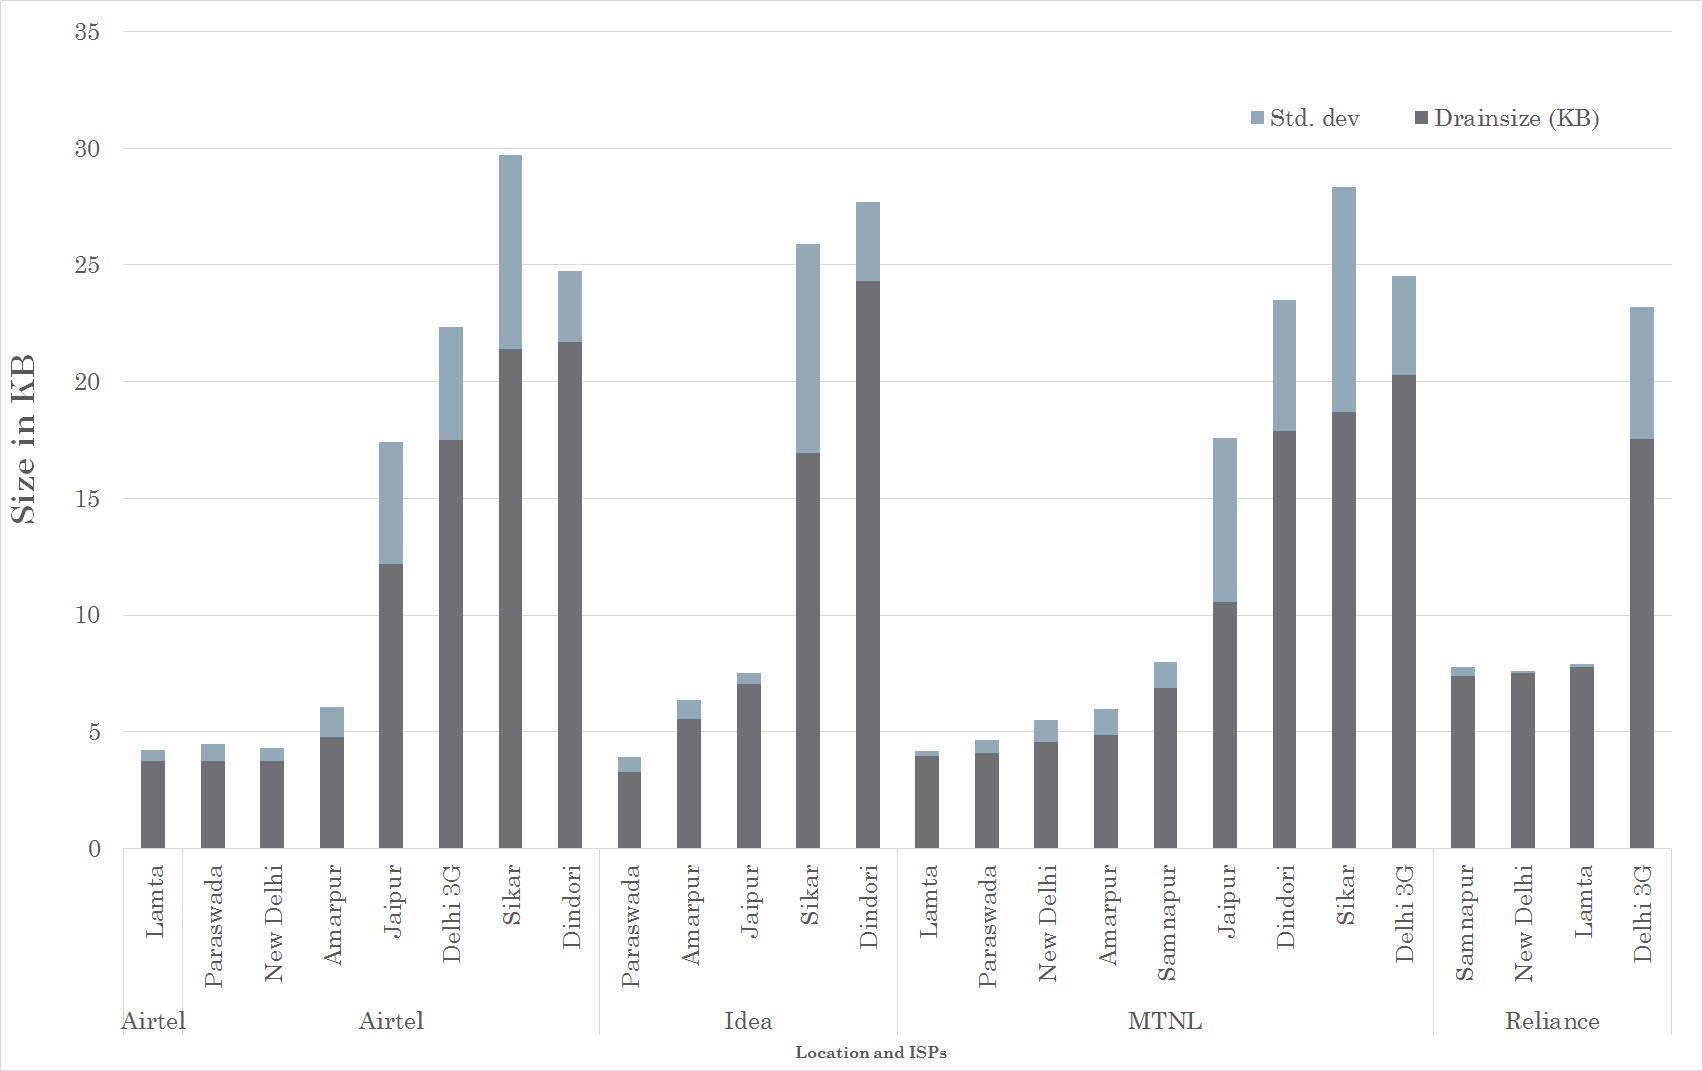 35
Std. dev
Drainsize (KB)
30
25
20
15
10
5
0
Size in KB
Lamta
Paraswada
New Delhi
Amarpur
Jaipur
Delhi 3G
Sikar
Dindori
Paraswada
Amarpur
Jaipur
Sikar
Dindori
Lamta
Paraswada
New Delhi
Amarpur
Samnapur
Jaipur
Dindori
Sikar
Delhi 3G
Samnapur
New Delhi
Lamta
Delhi 3G
Airtel
Airtel
Idea
MTNL
Reliance
Location and ISPs